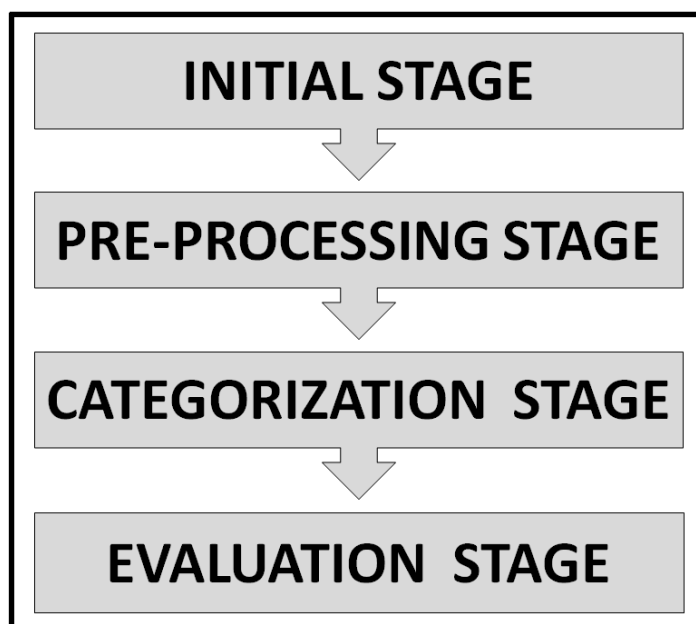 INITIAL STAGE
PRE-PROCESSING STAGE
CATEGORIZATION STAGE
EVALUATION STAGE